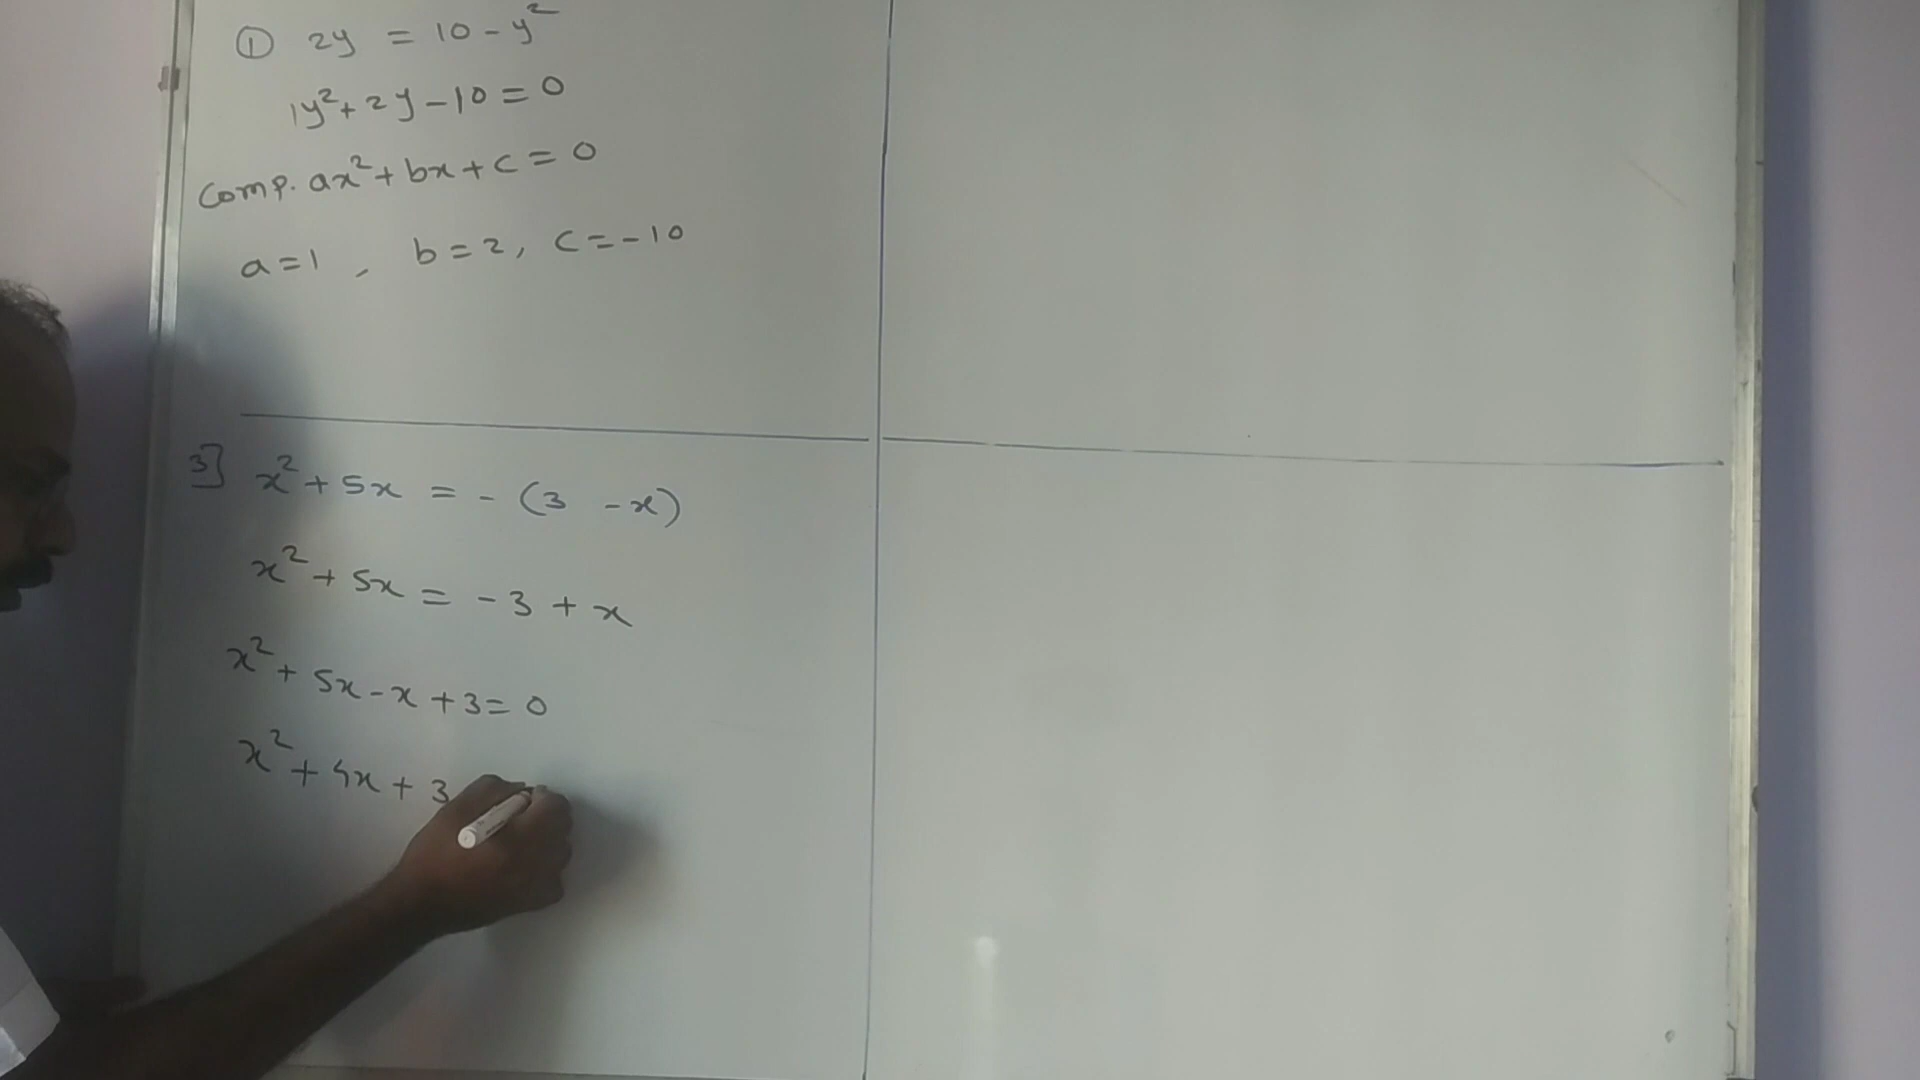 ① 2y = 10 - y²
1y² + 2y - 10 = 0
Comp. ax² + bx + c = 0
a = 1 , b = 2, c = -10
3] x² + 5x = - (3 - x)
x² + 5x = - 3 + x
x² + 5x - x + 3 = 0
x² + 4x + 3